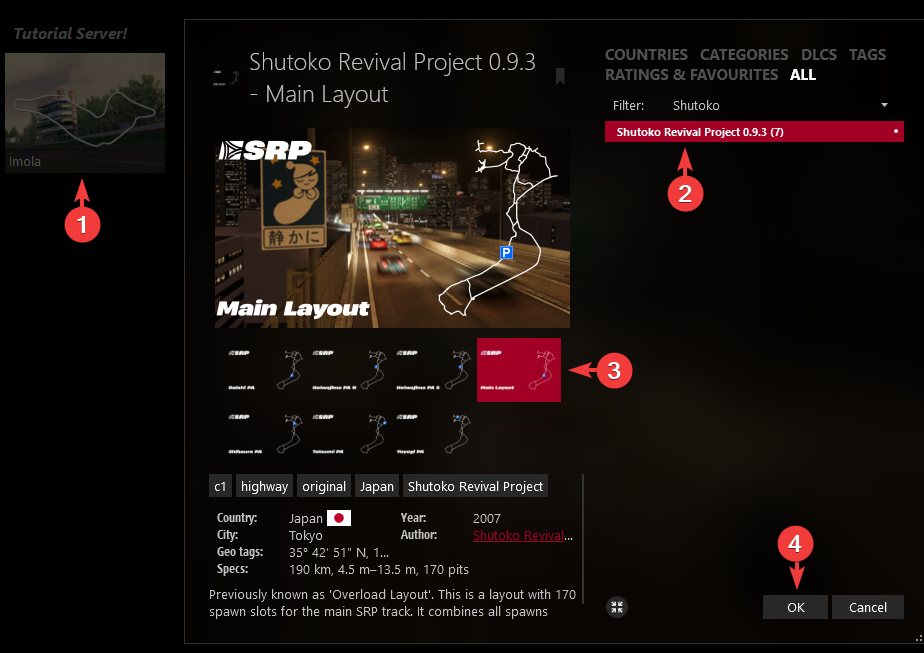 Tutorial Server!
Imola
1
Shutoko Revival Project 0.9.3
- Main Layout
SRP
静かに
P
Main Layout
COUNTRIES CATEGORIES DLCS TAGS
RATINGS & FAVOURITES ALL
Filter: Shutoko
Shutoko Revival Project 0.9.3 (7)
2
SRP SRP SRP SRP
Daishi PA Heiwajima PA N Heiwajima PA S Main Layout
3
SRP SRP SRP
Shibaura PA Tatsumi PA Yoyogi PA
c1 highway original Japan Shutoko Revival Project
Country: Japan Year: 2007
City: Tokyo Author: Shutoko Revival...
Geo tags: 35° 42' 51" N, 1...
Specs: 190 km, 4.5 m–13.5 m, 170 pits
Previously known as 'Overload Layout'. This is a layout with 170
spawn slots for the main SRP track. It combines all spawns
4
OK Cancel